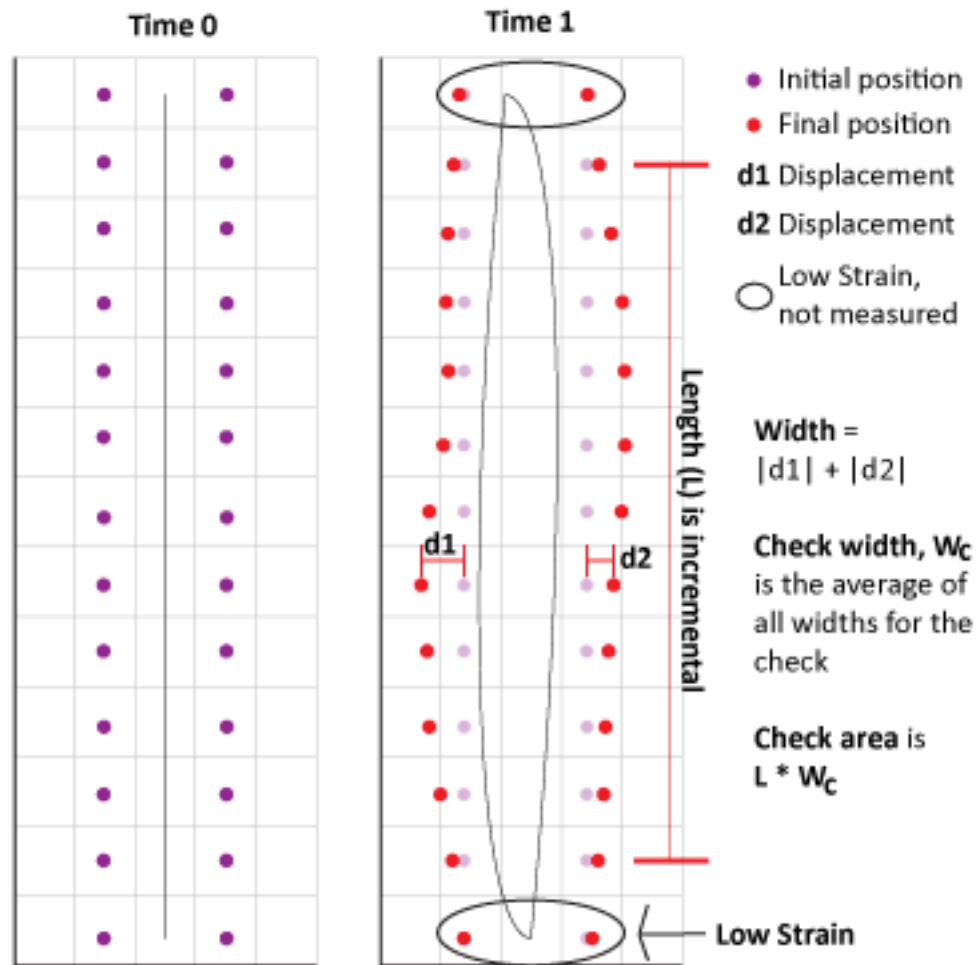 Time 0
Time 1
Initial position
Final position
d1 Displacement
d2 Displacement
Low Strain,
not measured
Length (L) is incremental
Width =
|d1| + |d2|
d1
d2
Check width, Wc
is the average of
all widths for the
check
Check area is
L * Wc
Low Strain